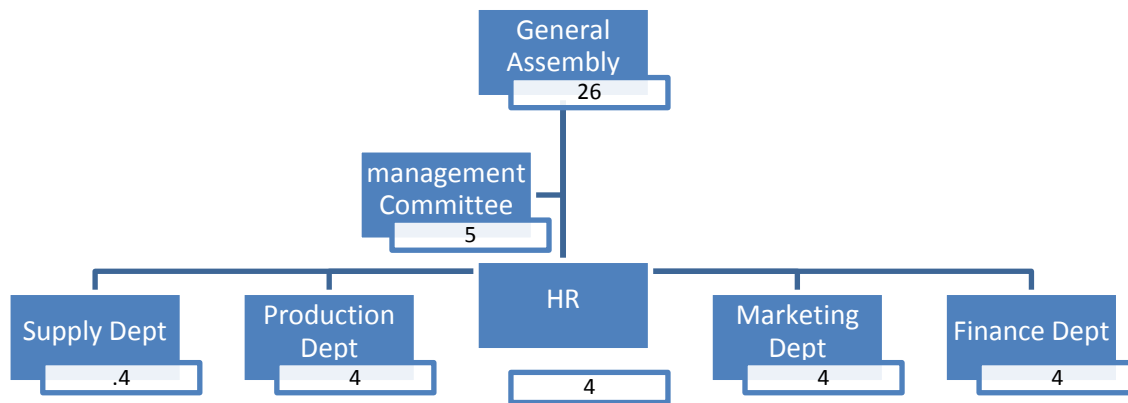 General
Assembly
26
management
Committee
5
HR
4
Supply Dept
.4
Production
Dept
4
Marketing
Dept
4
Finance Dept
4